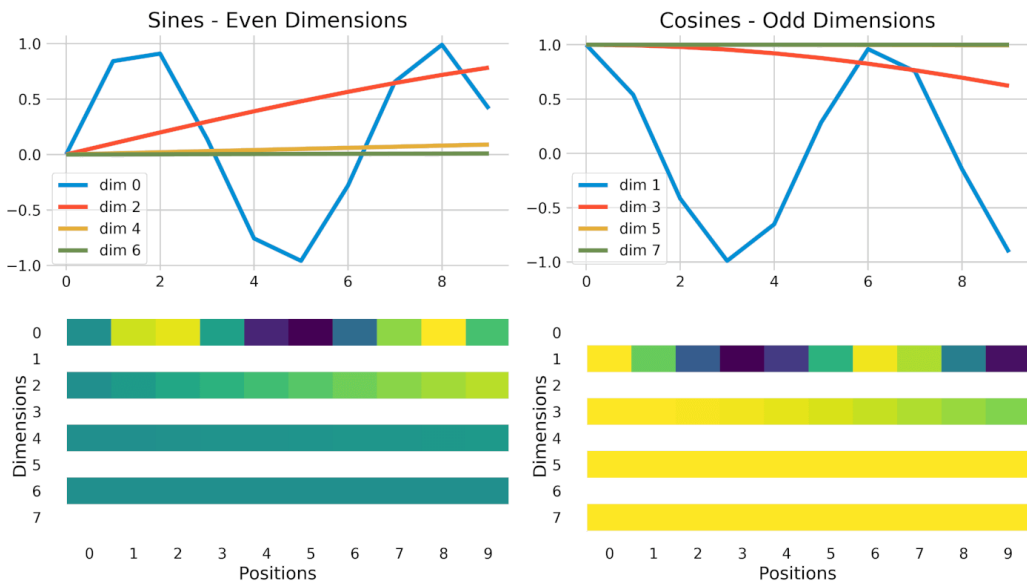 Sines - Even Dimensions
1.0
0.5
0.0
−0.5
−1.0
dim 0
dim 2
dim 4
dim 6
0 2 4 6 8
Cosines - Odd Dimensions
1.0
0.5
0.0
−0.5
−1.0
dim 1
dim 3
dim 5
dim 7
0 2 4 6 8
Dimensions
0
1
2
3
4
5
6
7
0 1 2 3 4 5 6 7 8 9
Positions
Dimensions
0
1
2
3
4
5
6
7
0 1 2 3 4 5 6 7 8 9
Positions